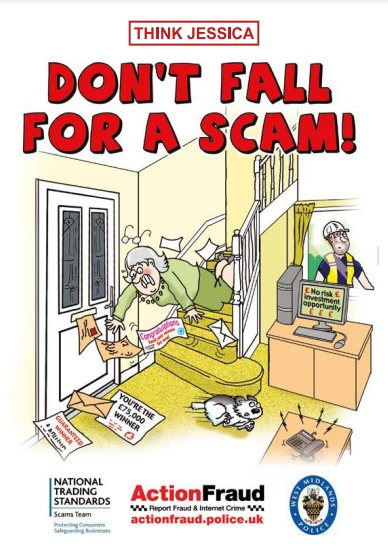 THINK JESSICA
DON'T FALL
FOR A SCAM!
No risk
investment
opportunity
£ £ £ £
Congratulations
YOU'RE THE
£75,000
WINNER
GUARANTEED
WINNER
NATIONAL
TRADING
STANDARDS
Scams Team
Protecting Consumers
Safeguarding Businesses
ActionFraud
Report Fraud & Internet Crime
actionfraud.police.uk
WEST MIDLANDS
POLICE